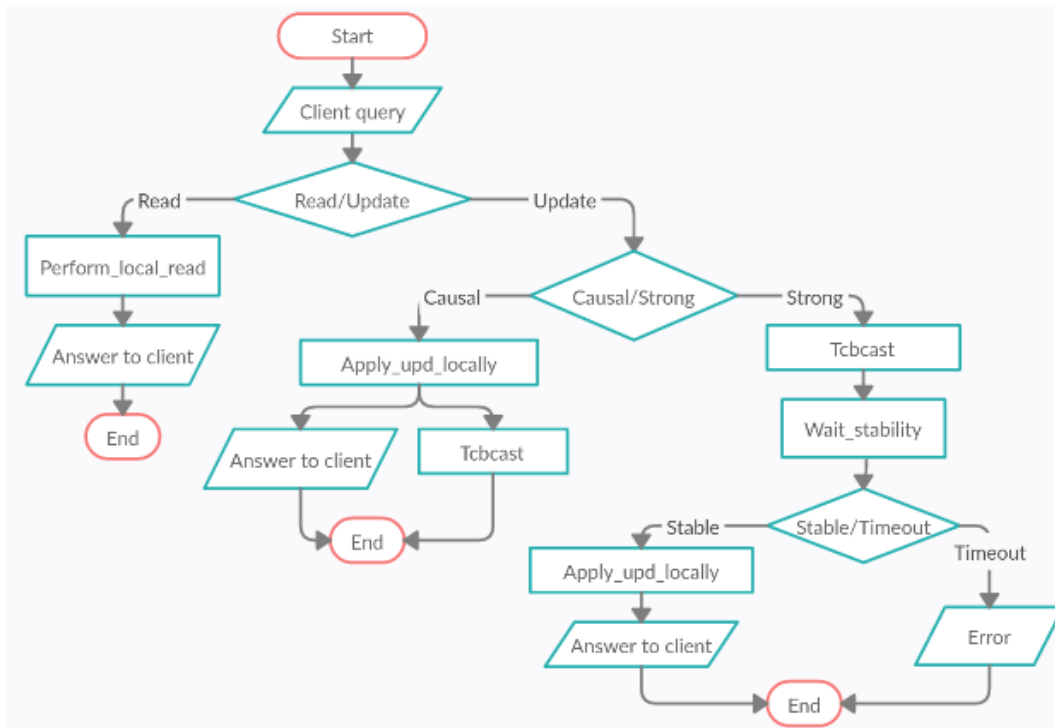 Start
Client query
Read/Update
Read
Update
Perform_local_read
Causal/Strong
Causal
Strong
Answer to client
Apply_upd_locally
Tcbcast
End
Answer to client
Tcbcast
Wait_stability
End
Stable/Timeout
Stable
Timeout
Apply_upd_locally
Answer to client
Error
End